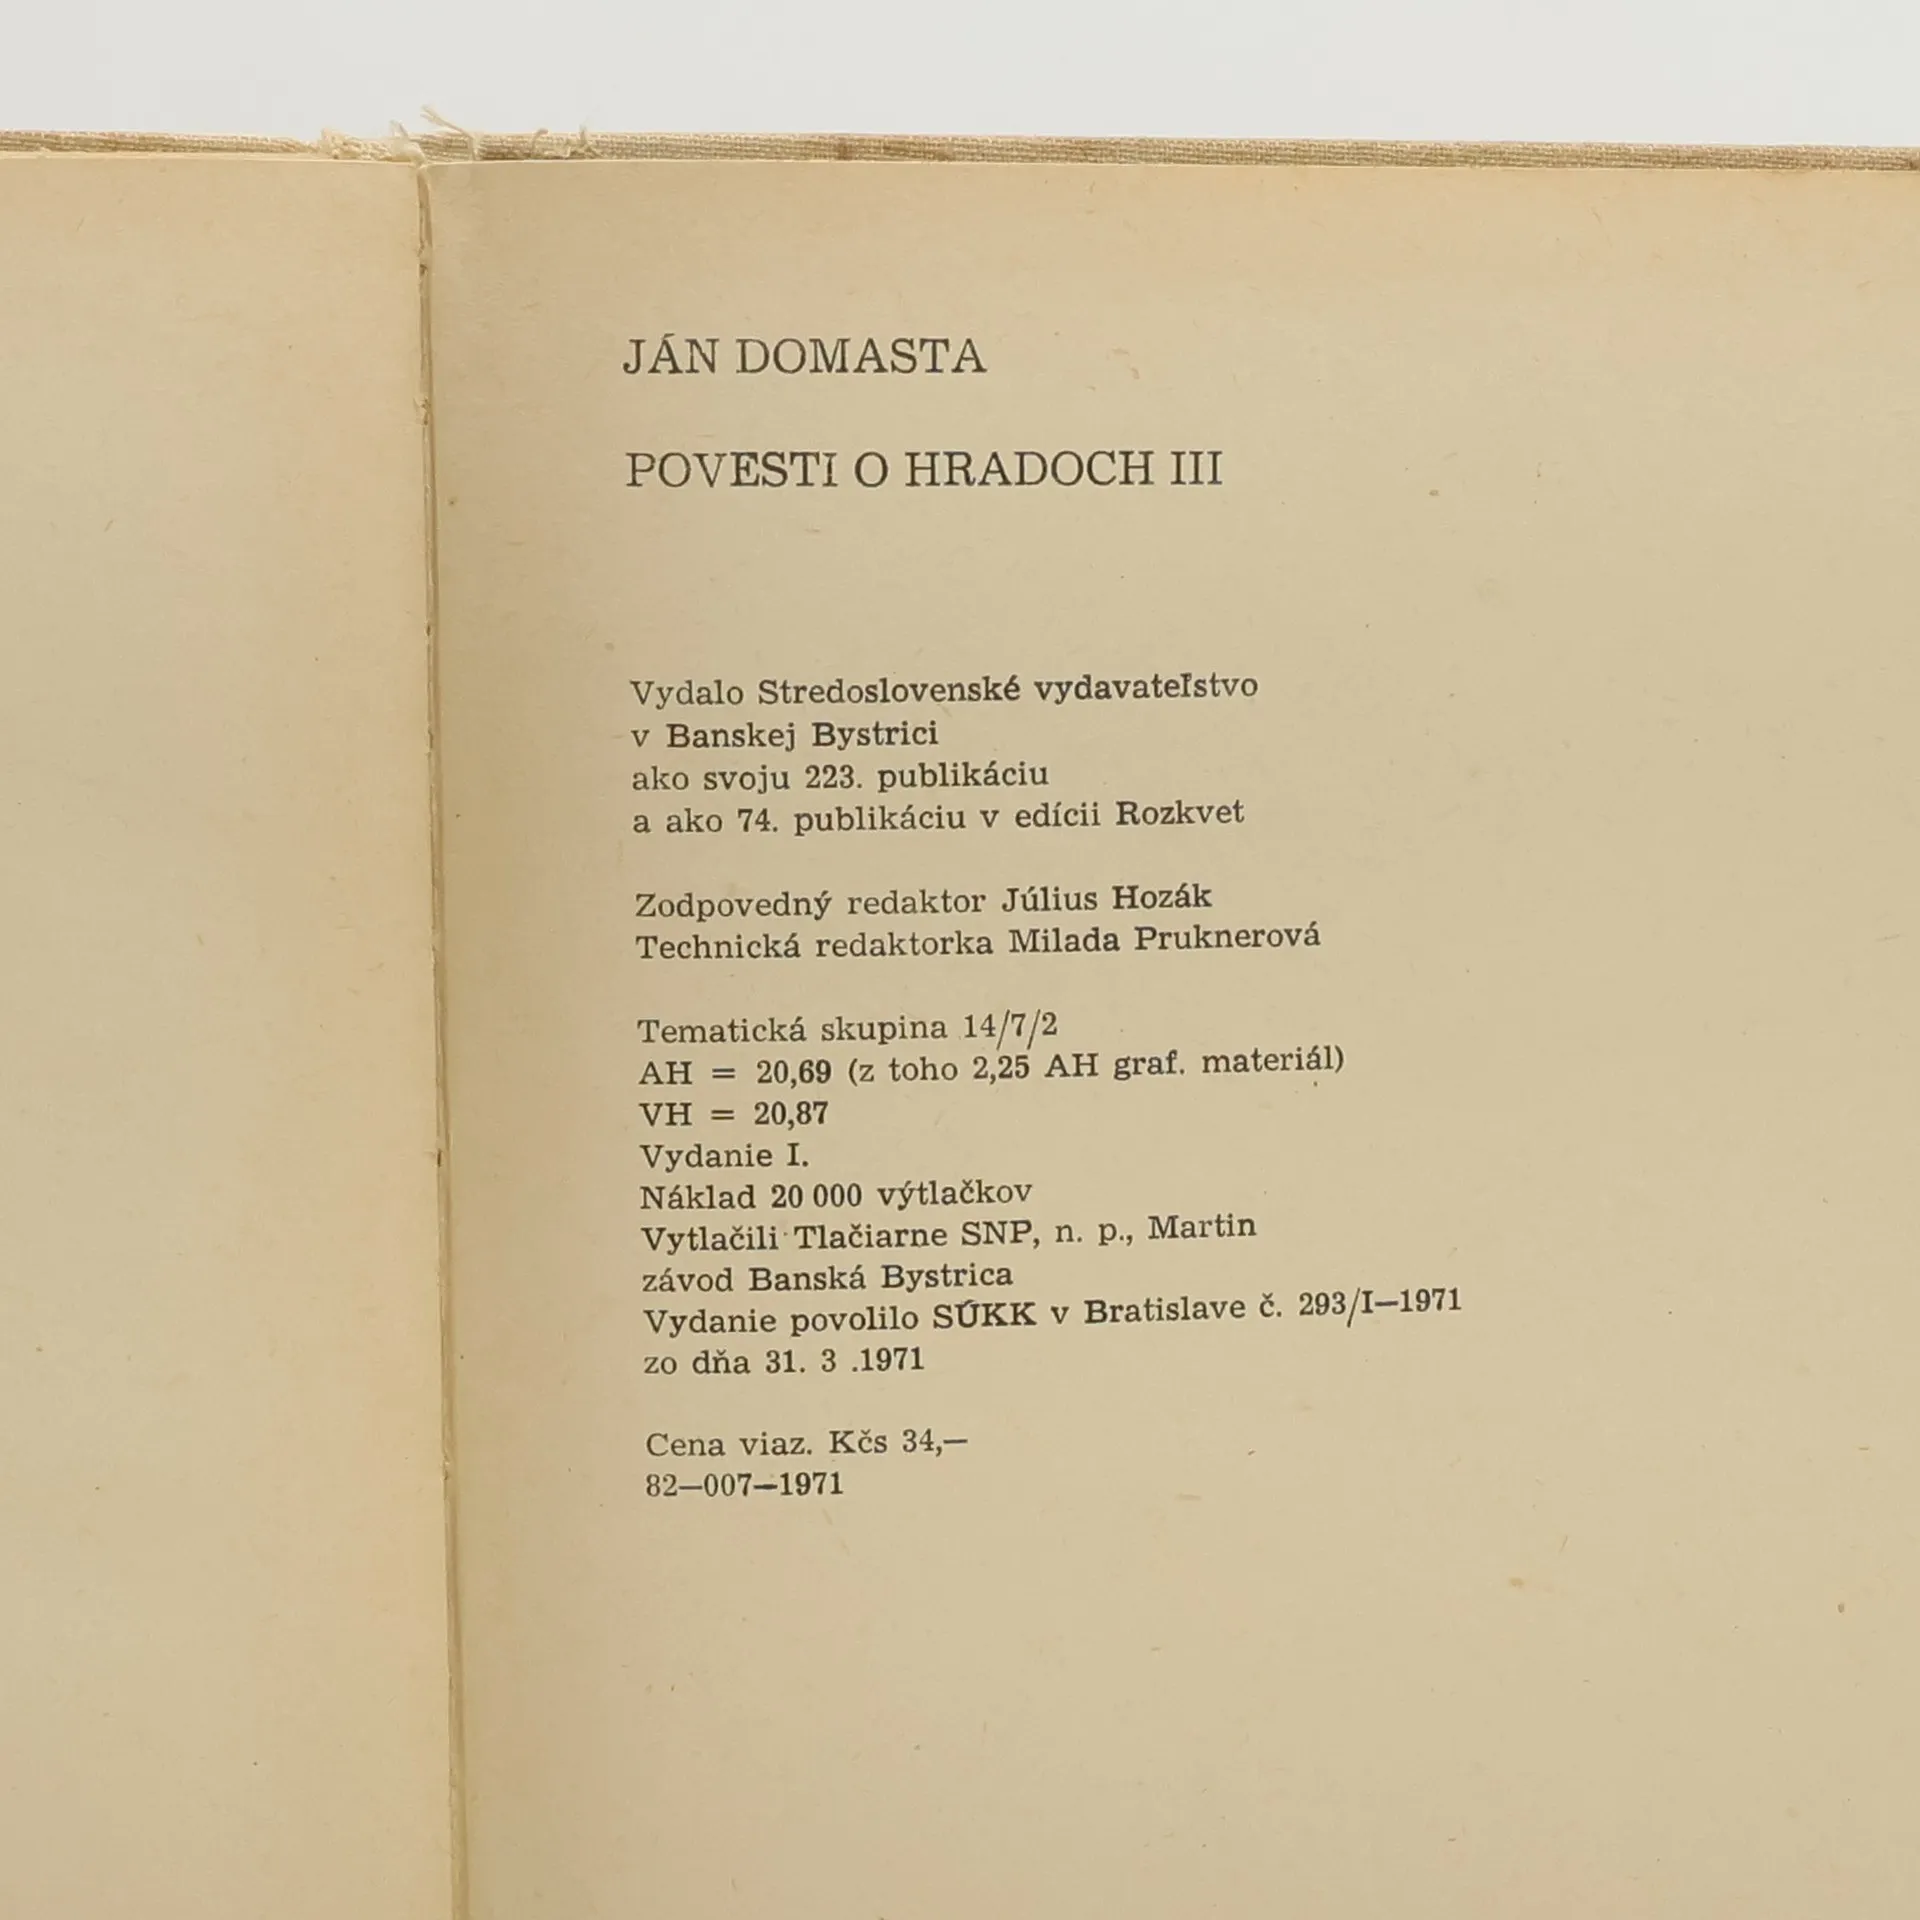 JÁN DOMASTA
POVESTI O HRADOCH III
Vydalo Stredoslovenské vydavateľstvo
v Banskej Bystrici
ako svoju 223. publikáciu
a ako 74. publikáciu v edícii Rozkvet
Zodpovedný redaktor Július Hozák
Technická redaktorka Milada Pruknerová
Tematická skupina 14/7/2
AH = 20,69 (z toho 2,25 AH graf. materiál)
VH = 20,87
Vydanie I.
Náklad 20 000 výtlačkov
Vytlačili Tlačiarne SNP, n. p., Martin
závod Banská Bystrica
Vydanie povolilo SÚKK v Bratislave č. 293/I—1971
zo dňa 31. 3 .1971
Cena viaz. Kčs 34,—
82—007—1971